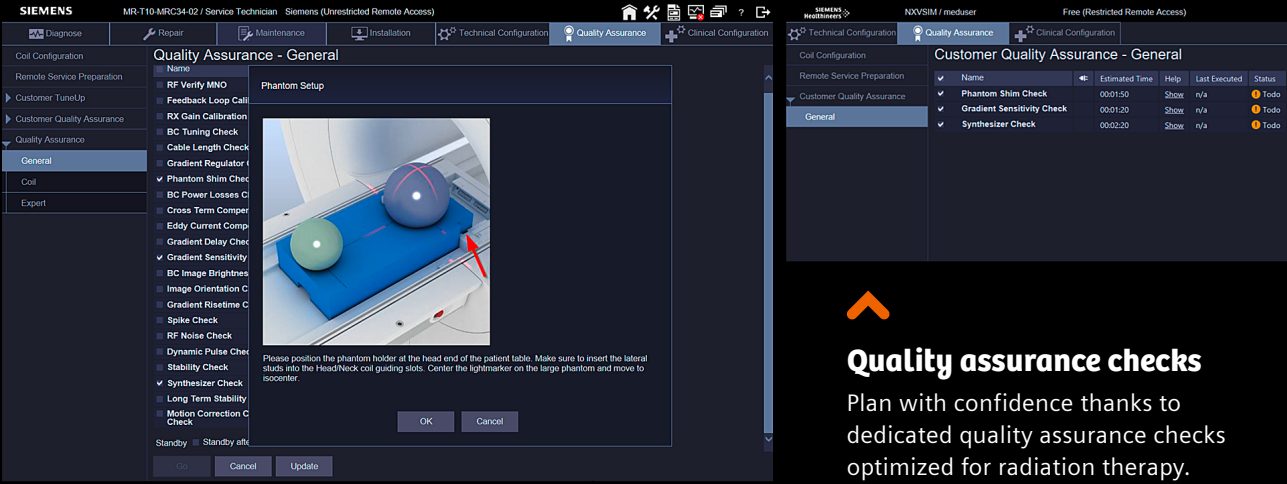 SIEMENS
MR-T10-MRC34-02 / Service Technician Siemens (Unrestricted Remote Access)
?
Diagnose
Repair
Maintenance
Installation
Technical Configuration
Quality Assurance
Clinical Configuration
Coil Configuration
Remote Service Preparation
Customer TuneUp
Customer Quality Assurance
Quality Assurance
General
Coil
Expert
Quality Assurance - General
Name
RF Verify MNO
Feedback Loop Cali
RX Gain Calibration
BC Tuning Check
Cable Length Check
Gradient Regulator
Phantom Shim Chec
BC Power Losses C
Cross Term Compen
Eddy Current Comp
Gradient Delay Chec
Gradient Sensitivity
BC Image Brightnes
Image Orientation C
Gradient Risetime C
Spike Check
RF Noise Check
Dynamic Pulse Chec
Stability Check
Synthesizer Check
Long Term Stability
Motion Correction C
Check
Standby Standby afte
Go Cancel Update
Phantom Setup
Please position the phantom holder at the head end of the patient table. Make sure to insert the lateral
studs into the Head/Neck coil guiding slots. Center the lightmarker on the large phantom and move to
isocenter.
OK Cancel
SIEMENS
Healthineers
NXVSIM / meduser
Free (Restricted Remote Access)
Technical Configuration
Quality Assurance
Clinical Configuration
Coil Configuration
Remote Service Preparation
Customer Quality Assurance
General
Customer Quality Assurance - General
Name Estimated Time Help Last Executed Status
Phantom Shim Check 00:01:50 Show n/a Todo
Gradient Sensitivity Check 00:01:20 Show n/a Todo
Synthesizer Check 00:02:20 Show n/a Todo
Quality assurance checks
Plan with confidence thanks to
dedicated quality assurance checks
optimized for radiation therapy.